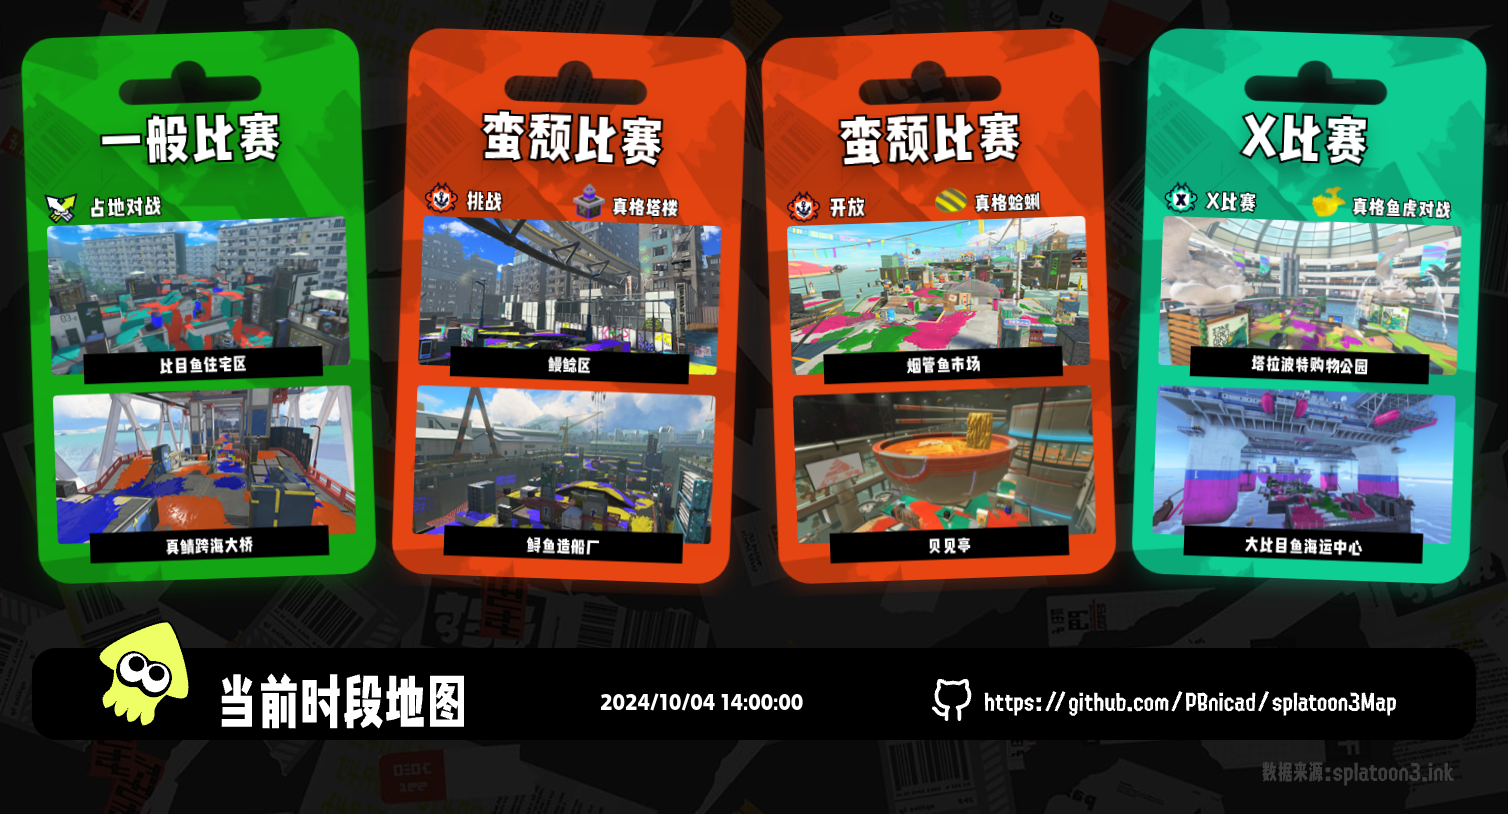 一般比赛
占地对战
比目鱼住宅区
真鲭跨海大桥
蛮颓比赛
挑战
真格塔楼
鳗鲶区
鲟鱼造船厂
蛮颓比赛
开放
真格蛤蜊
烟管鱼市场
贝见亭
X比赛
X比赛
真格鱼虎对战
塔拉波特购物公园
大比目鱼海运中心
当前时段地图
2024/10/04 14:00:00
https://github.com/PBnicad/splatoon3Map
数据来源:splatoon3.ink